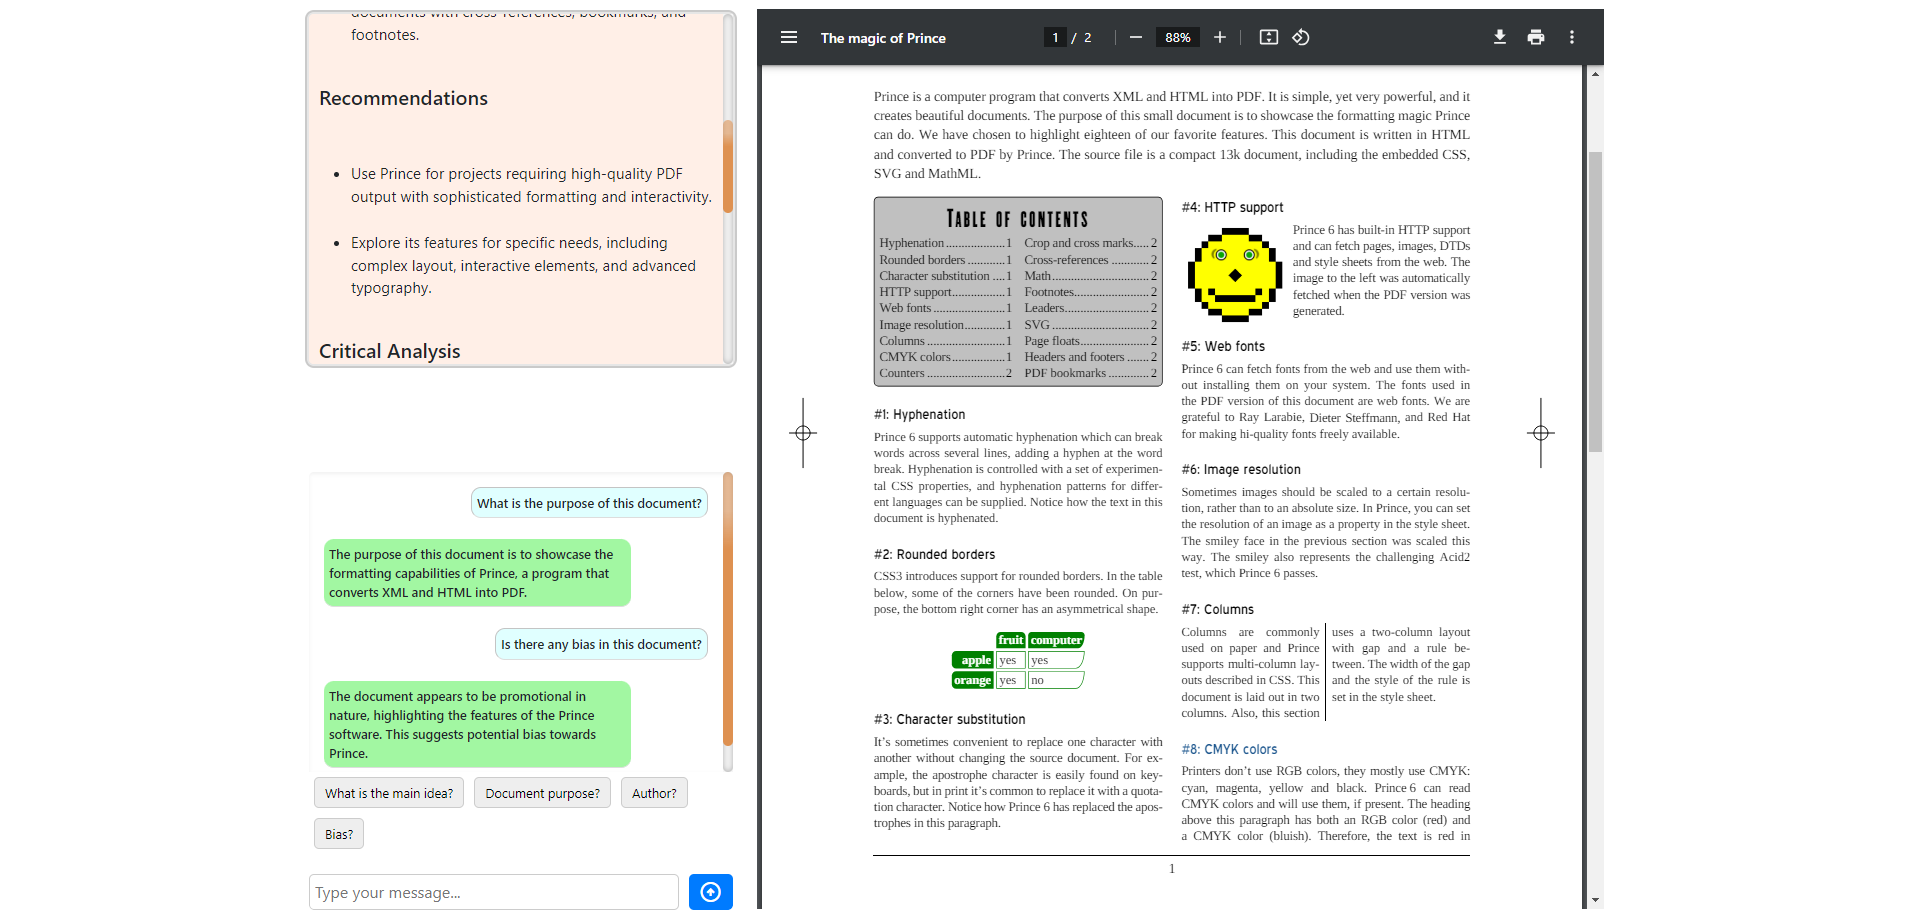 footnotes.
Recommendations
• Use Prince for projects requiring high-quality PDF
output with sophisticated formatting and interactivity.
• Explore its features for specific needs, including
complex layout, interactive elements, and advanced
typography.
Critical Analysis
What is the purpose of this document?
The purpose of this document is to showcase the
formatting capabilities of Prince, a program that
converts XML and HTML into PDF.
Is there any bias in this document?
The document appears to be promotional in
nature, highlighting the features of the Prince
software. This suggests potential bias towards
Prince.
What is the main idea?
Document purpose?
Author?
Bias?
Type your message...
The magic of Prince
1 / 2
88%
Prince is a computer program that converts XML and HTML into PDF. It is simple, yet very powerful, and it
creates beautiful documents. The purpose of this small document is to showcase the formatting magic Prince
can do. We have chosen to highlight eighteen of our favorite features. This document is written in HTML
and converted to PDF by Prince. The source file is a compact 13k document, including the embedded CSS,
SVG and MathML.
TABLE OF CONTENTS
Hyphenation....................1
Rounded borders............1
Character substitution....1
HTTP support.................1
Web fonts.......................1
Image resolution.............1
Columns.........................1
CMYK colors.................1
Counters.........................2
Crop and cross marks.....2
Cross-references............2
Math................................2
Footnotes........................2
Leaders...........................2
SVG...............................2
Page floats......................2
Headers and footers.......2
PDF bookmarks.............2
#1: Hyphenation
Prince 6 supports automatic hyphenation which can break
words across several lines, adding a hyphen at the word
break. Hyphenation is controlled with a set of experimen-
tal CSS properties, and hyphenation patterns for differ-
ent languages can be supplied. Notice how the text in this
document is hyphenated.
#2: Rounded borders
CSS3 introduces support for rounded borders. In the table
below, some of the corners have been rounded. On pur-
pose, the bottom right corner has an asymmetrical shape.
fruit computer
apple yes yes
orange yes no
#3: Character substitution
It’s sometimes convenient to replace one character with
another without changing the source document. For ex-
ample, the apostrophe character is easily found on key-
boards, but in print it’s common to replace it with a quota-
tion character. Notice how Prince 6 has replaced the apos-
trophes in this paragraph.
#4: HTTP support
Prince 6 has built-in HTTP support
and can fetch pages, images, DTDs
and style sheets from the web. The
image to the left was automatically
fetched when the PDF version was
generated.
#5: Web fonts
Prince 6 can fetch fonts from the web and use them with-
out installing them on your system. The fonts used in
the PDF version of this document are web fonts. We are
grateful to Ray Larabie, Dieter Steffmann, and Red Hat
for making hi-quality fonts freely available.
#6: Image resolution
Sometimes images should be scaled to a certain resolu-
tion, rather than to an absolute size. In Prince, you can set
the resolution of an image as a property in the style sheet.
The smiley face in the previous section was scaled this
way. The smiley also represents the challenging Acid2
test, which Prince 6 passes.
#7: Columns
Columns are commonly
used on paper and Prince
supports multi-column lay-
outs described in CSS. This
document is laid out in two
columns. Also, this section
uses a two-column layout
with gap and a rule be-
tween. The width of the gap
and the style of the rule is
set in the style sheet.
#8: CMYK colors
Printers don’t use RGB colors, they mostly use CMYK:
cyan, magenta, yellow and black. Prince 6 can read
CMYK colors and will use them, if present. The heading
above this paragraph has both an RGB color (red) and
a CMYK color (bluish). Therefore, the text is red in
1